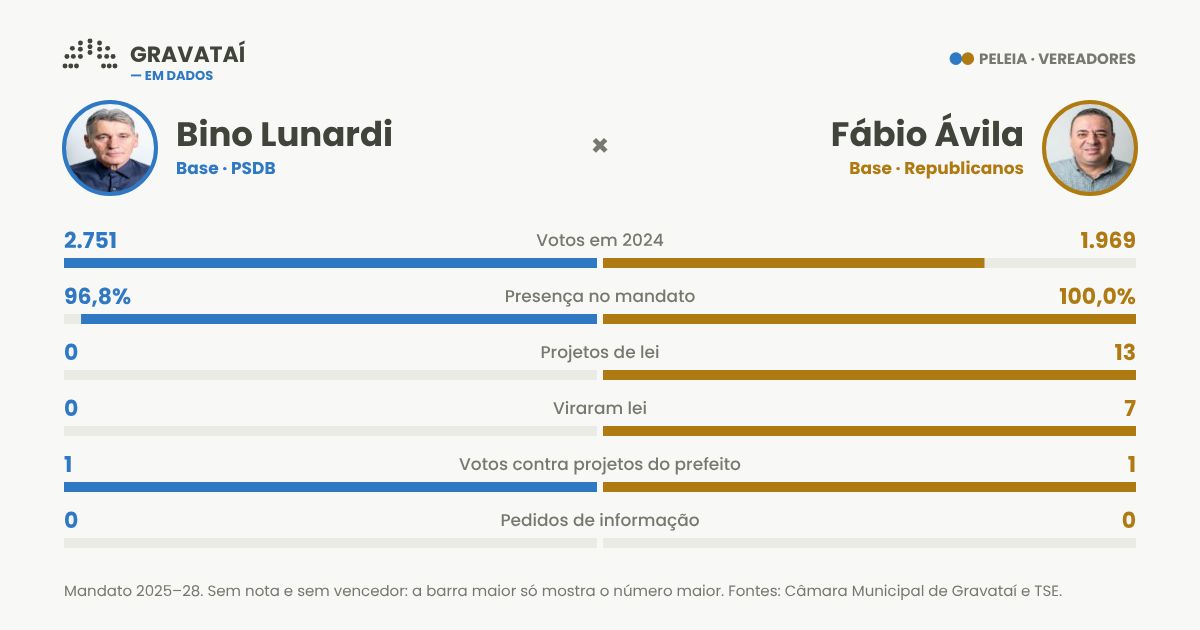 GRAVATAÍ
— EM DADOS
PELEIA · VEREADORES
Bino Lunardi
Base · PSDB
×
Fábio Ávila
Base · Republicanos
2.751 Votos em 2024 1.969
96,8% Presença no mandato 100,0%
0 Projetos de lei 13
0 Viraram lei 7
1 Votos contra projetos do prefeito 1
0 Pedidos de informação 0
Mandato 2025–28. Sem nota e sem vencedor: a barra maior só mostra o número maior. Fontes: Câmara Municipal de Gravataí e TSE.